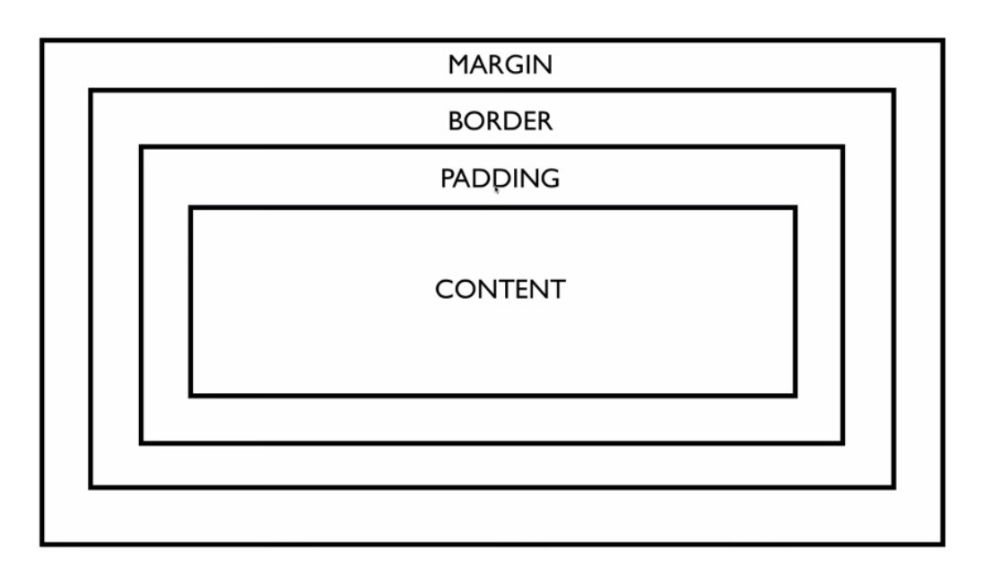 MARGIN
BORDER
PADDING
CONTENT